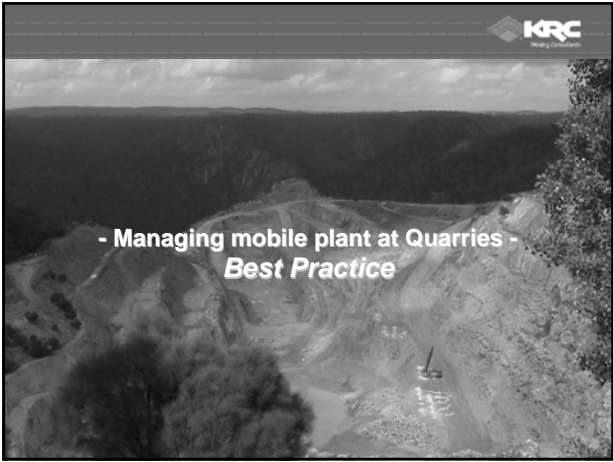 KRC
Mining Consultants
- Managing mobile plant at Quarries -
Best Practice